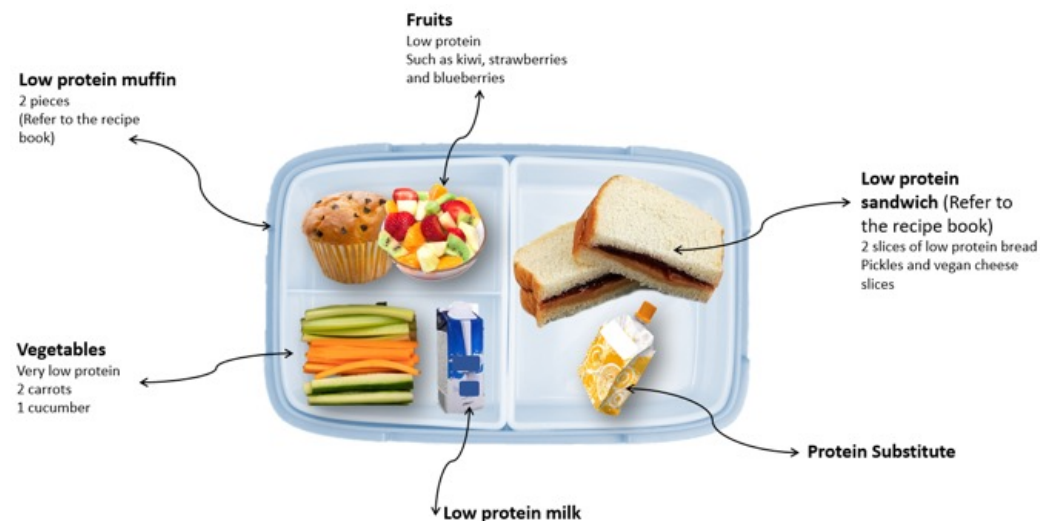 Fruits
Low protein
Such as kiwi, strawberries
and blueberries
Low protein muffin
2 pieces
(Refer to the recipe
book)
Low protein
sandwich (Refer to
the recipe book)
2 slices of low protein bread
Pickles and vegan cheese
slices
Vegetables
Very low protein
2 carrots
1 cucumber
Protein Substitute
Low protein milk